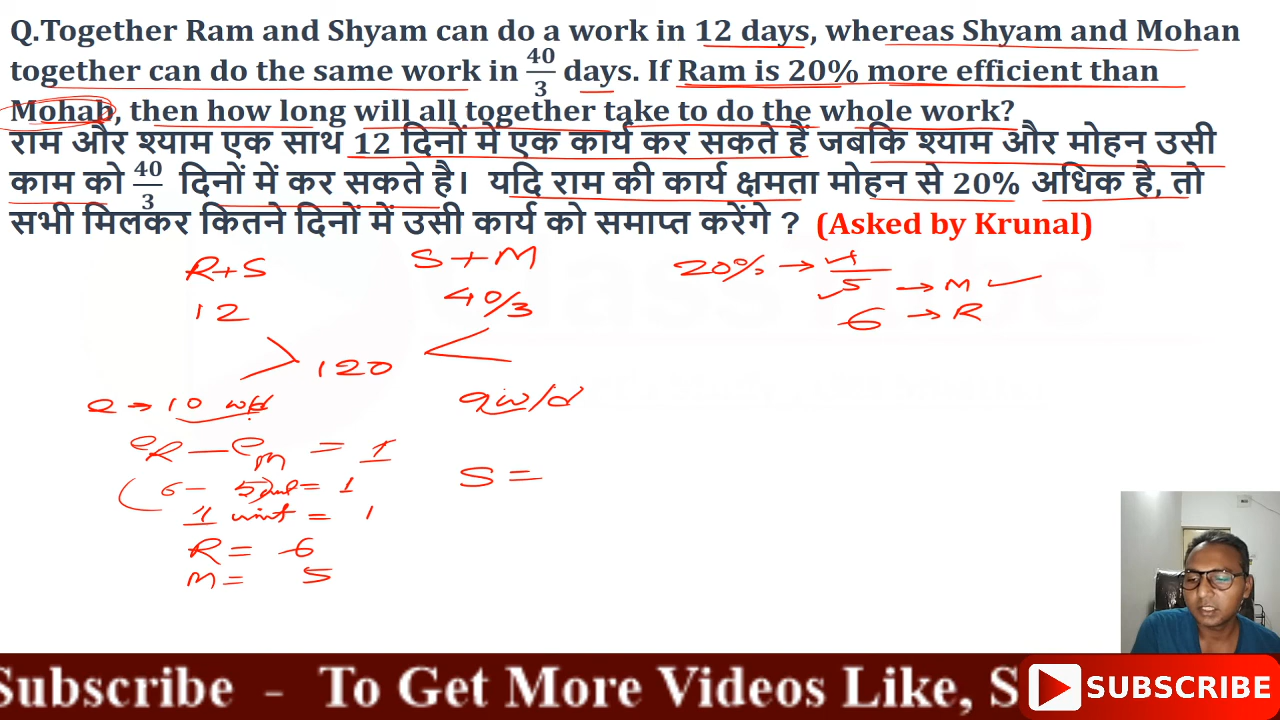 Q.Together Ram and Shyam can do a work in 12 days, whereas Shyam and Mohan
together can do the same work in 40/3 days. If Ram is 20% more efficient than
Mohab, then how long will all together take to do the whole work?
राम और श्याम एक साथ 12 दिनों में एक कार्य कर सकते हैं जबकि श्याम और मोहन उसी
काम को 40/3 दिनों में कर सकते है। यदि राम की कार्य क्षमता मोहन से 20% अधिक है, तो
सभी मिलकर कितने दिनों में उसी कार्य को समाप्त करेंगे ? (Asked by Krunal)
R+S S+M 20% → 1/5 → M
12 40/3 6 → R
120
e → 10 w/d 9w/d
eR — eM = 1
(6 - 5) unit = 1 S =
1 unit = 1
R = 6
M = 5
Subscribe - To Get More Videos Like, S
SUBSCRIBE